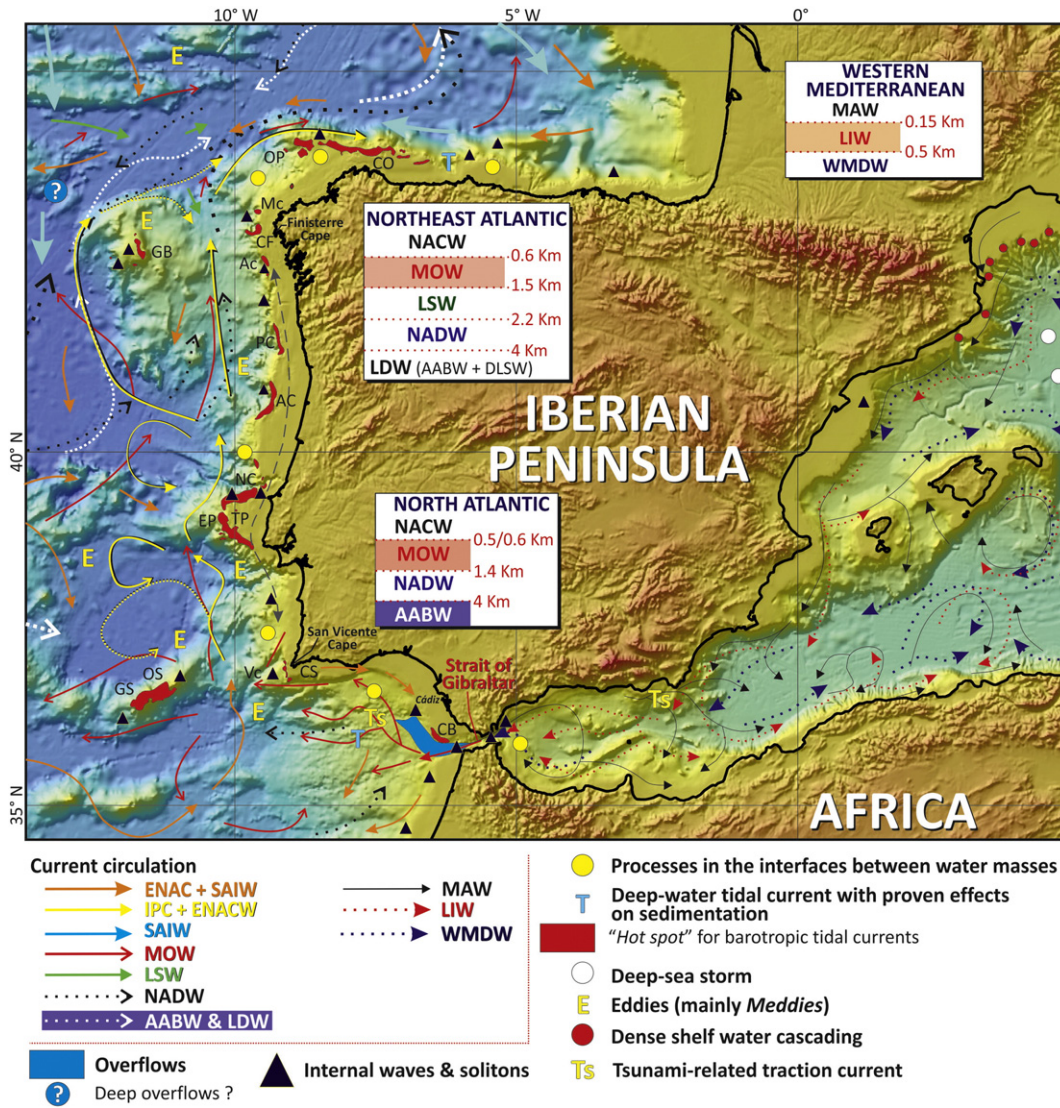 10° W
5° W
0°
E
WESTERN
MEDITERRANEAN
MAW
0.15 Km
LIW
0.5 Km
WMDW
OP
CO
T
?
Mc
E
Finisterre
Cape
CF
GB
Ac
NORTHEAST ATLANTIC
NACW
0.6 Km
MOW
1.5 Km
LSW
2.2 Km
NADW
4 Km
LDW (AABW + DLSW)
PC
E
AC
IBERIAN
PENINSULA
40° N
NC
EP
TP
NORTH ATLANTIC
NACW
0.5/0.6 Km
MOW
1.4 Km
NADW
4 Km
AABW
E
E
E
San Vicente
Cape
Vc
CS
Strait of
Gibraltar
OS
GS
E
Cádiz
Ts
T
CB
Ts
AFRICA
35° N
Current circulation
ENAC + SAIW
IPC + ENACW
SAIW
MOW
LSW
NADW
AABW & LDW
MAW
LIW
WMDW
Overflows
? Deep overflows ?
Internal waves & solitons
Processes in the interfaces between water masses
T Deep-water tidal current with proven effects
on sedimentation
“Hot spot” for barotropic tidal currents
Deep-sea storm
E Eddies (mainly Meddies)
Dense shelf water cascading
Ts Tsunami-related traction current